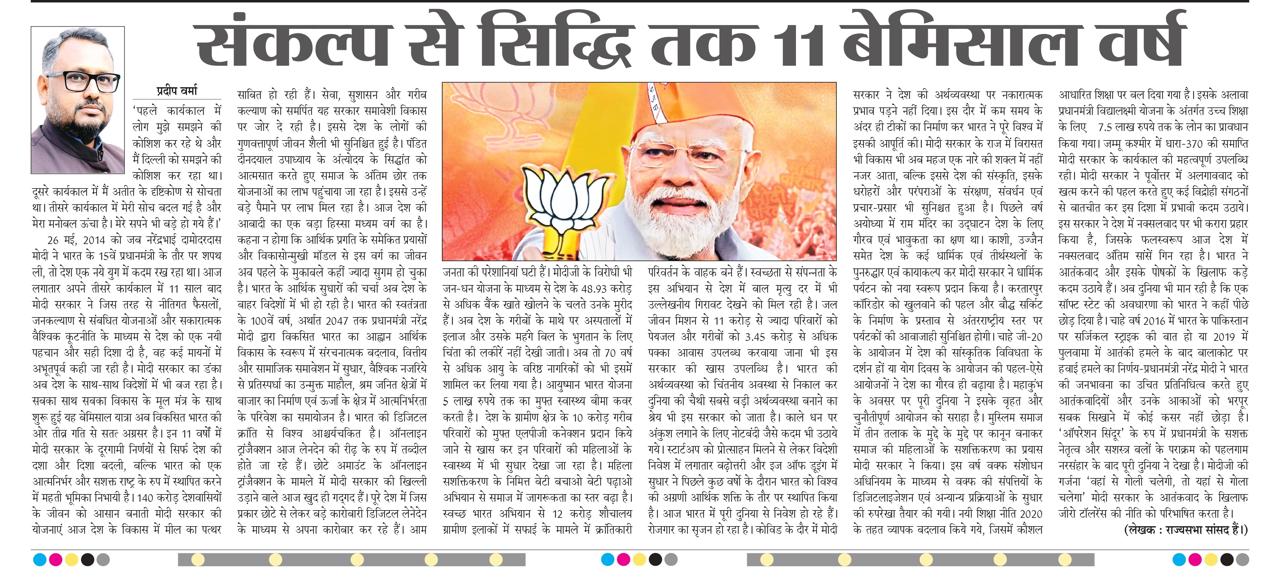 संकल्प से सिद्धि तक 11 बेमिसाल वर्ष
प्रदीप वर्मा
'पहले कार्यकाल में
लोग मुझे समझने की
कोशिश कर रहे थे और
मैं दिल्ली को समझने की
कोशिश कर रहा था।
दूसरे कार्यकाल में मैं अतीत के दृष्टिकोण से सोचता
था। तीसरे कार्यकाल में मेरी सोच बदल गई है और
मेरा मनोबल ऊंचा है। मेरे सपने भी बड़े हो गये हैं।'
26 मई, 2014 को जब नरेंद्रभाई दामोदरदास
मोदी ने भारत के 15वें प्रधानमंत्री के तौर पर शपथ
ली, तो देश एक नये युग में कदम रख रहा था। आज
लगातार अपने तीसरे कार्यकाल में 11 साल बाद
मोदी सरकार ने जिस तरह से नीतिगत फैसलों,
जनकल्याण से संबंधित योजनाओं और सकारात्मक
वैश्विक कूटनीति के माध्यम से देश को एक नयी
पहचान और सही दिशा दी है, वह कई मायनों में
अभूतपूर्व कही जा रही है। मोदी सरकार का डंका
अब देश के साथ-साथ विदेशों में भी बज रहा है।
सबका साथ सबका विकास के मूल मंत्र के साथ
शुरू हुई यह बेमिसाल यात्रा अब विकसित भारत की
ओर तीव्र गति से सतत अग्रसर है। इन 11 वर्षों में
मोदी सरकार के दूरगामी निर्णयों से सिर्फ देश की
दशा और दिशा बदली, बल्कि भारत को एक
आत्मनिर्भर और सशक्त राष्ट्र के रुप में स्थापित करने
में महती भूमिका निभायी है। 140 करोड़ देशवासियों
के जीवन को आसान बनाती मोदी सरकार की
योजनाएं आज देश के विकास में मील का पत्थर
साबित हो रही हैं। सेवा, सुशासन और गरीब
कल्याण को समर्पित यह सरकार समावेशी विकास
पर जोर दे रही है। इससे देश के लोगों की
गुणवत्तापूर्ण जीवन शैली भी सुनिश्चित हुई है। पंडित
दीनदयाल उपाध्याय के अंत्योदय के सिद्धांत को
आत्मसात करते हुए समाज के अंतिम छोर तक
योजनाओं का लाभ पहुंचाया जा रहा है। इससे उन्हें
बड़े पैमाने पर लाभ मिल रहा है। आज देश की
आबादी का एक बड़ा हिस्सा मध्यम वर्ग का है।
कहना न होगा कि आर्थिक प्रगति के समेकित प्रयासों
और विकासोन्मुखी मॉडल से इस वर्ग का जीवन
अब पहले के मुकाबले कहीं ज्यादा सुगम हो चुका
है। भारत के आर्थिक सुधारों की चर्चा अब देश के
बाहर विदेशों में भी हो रही है। भारत की स्वतंत्रता
के 100वें वर्ष, अर्थात 2047 तक प्रधानमंत्री नरेंद्र
मोदी द्वारा विकसित भारत का आह्वान आर्थिक
विकास के स्वरूप में संरचनात्मक बदलाव, वित्तीय
और सामाजिक समावेशन में सुधार, वैश्विक नजरिये
से प्रतिस्पर्धा का उन्मुक्त माहौल, श्रम जनित क्षेत्रों में
बाजार का निर्माण एवं ऊर्जा के क्षेत्र में आत्मनिर्भरता
के परिवेश का समायोजन है। भारत की डिजिटल
क्रांति से विश्व आश्चर्यचकित है। ऑनलाइन
ट्रांजेक्शन आज लेनदेन की रीढ़ के रुप में तब्दील
होते जा रहे हैं। छोटे अमाउंट के ऑनलाइन
ट्रांजेक्शन के मामले में मोदी सरकार की खिल्ली
उड़ाने वाले आज खुद ही गदगद हैं। पूरे देश में जिस
प्रकार छोटे से लेकर बड़े कारोबारी डिजिटल लेनेदेन
के माध्यम से अपना कारोबार कर रहे हैं। आम
जनता की परेशानियां घटी हैं। मोदीजी के विरोधी भी
जन-धन योजना के माध्यम से देश के 48.93 करोड़
से अधिक बैंक खाते खोलने के चलते उनके मुरीद
हैं। अब देश के गरीबों के माथे पर अस्पतालों में
इलाज और उसके महंगे बिल के भुगतान के लिए
चिंता की लकीरें नहीं देखी जाती। अब तो 70 वर्ष
से अधिक आयु के वरिष्ठ नागरिकों को भी इसमें
शामिल कर लिया गया है। आयुष्मान भारत योजना
5 लाख रुपये तक का मुफ्त स्वास्थ्य बीमा कवर
करती है। देश के ग्रामीण क्षेत्र के 10 करोड़ गरीब
परिवारों को मुफ्त एलपीजी कनेक्शन प्रदान किये
जाने से खास कर इन परिवारों की महिलाओं के
स्वास्थ्य में भी सुधार देखा जा रहा है। महिला
सशक्तिकरण के निमित्त बेटी बचाओ बेटी पढ़ाओ
अभियान से समाज में जागरूकता का स्तर बढ़ा है।
स्वच्छ भारत अभियान से 12 करोड़ शौचालय
ग्रामीण इलाकों में सफाई के मामले में क्रांतिकारी
परिवर्तन के वाहक बने हैं। स्वच्छता से संपन्नता के
इस अभियान से देश में बाल मृत्यु दर में भी
उल्लेखनीय गिरावट देखने को मिल रही है। जल
जीवन मिशन से 11 करोड़ से ज्यादा परिवारों को
पेयजल और गरीबों को 3.45 करोड़ से अधिक
पक्का आवास उपलब्ध करवाया जाना भी इस
सरकार की खास उपलब्धि है। भारत की
अर्थव्यवस्था को चिंतनीय अवस्था से निकाल कर
दुनिया की चैथी सबसे बड़ी अर्थव्यवस्था बनाने का
श्रेय भी इस सरकार को जाता है। काले धन पर
अंकुश लगाने के लिए नोटबंदी जैसे कदम भी उठाये
गये। स्टार्टअप को प्रोत्साहन मिलने से लेकर विदेशी
निवेश में लगातार बढ़ोत्तरी और इज ऑफ डूइंग में
सुधार ने पिछले कुछ वर्षों के दौरान भारत को विश्व
की अग्रणी आर्थिक शक्ति के तौर पर स्थापित किया
है। आज भारत में पूरी दुनिया से निवेश हो रहे हैं।
रोजगार का सृजन हो रहा है। कोविड के दौर में मोदी
सरकार ने देश की अर्थव्यवस्था पर नकारात्मक
प्रभाव पड़ने नहीं दिया। इस दौर में कम समय के
अंदर ही टीकों का निर्माण कर भारत ने पूरे विश्व में
इसकी आपूर्ति की। मोदी सरकार के राज में विरासत
भी विकास भी अब महज एक नारे की शक्ल में नहीं
नजर आता, बल्कि इससे देश की संस्कृति, इसके
धरोहरों और परंपराओं के संरक्षण, संवर्धन एवं
प्रचार-प्रसार भी सुनिश्चित हुआ है। पिछले वर्ष
अयोध्या में राम मंदिर का उद्घाटन देश के लिए
गौरव एवं भावुकता का क्षण था। काशी, उज्जैन
समेत देश के कई धार्मिक एवं तीर्थस्थलों के
पुनरुद्धार एवं कायाकल्प कर मोदी सरकार ने धार्मिक
पर्यटन को नया स्वरूप प्रदान किया है। करतारपुर
कॉरिडोर को खुलवाने की पहल और बौद्ध सर्किट
के निर्माण के प्रस्ताव से अंतरराष्ट्रीय स्तर पर
पर्यटकों की आवाजाही सुनिश्चित होगी। चाहे जी-20
के आयोजन में देश की सांस्कृतिक विविधता के
दर्शन हों या योग दिवस के आयोजन की पहल-ऐसे
आयोजनों ने देश का गौरव ही बढ़ाया है। महाकुंभ
के अवसर पर पूरी दुनिया ने इसके वृहत और
चुनौतीपूर्ण आयोजन को सराहा है। मुस्लिम समाज
में तीन तलाक के मुद्दे के मुद्दे पर कानून बनाकर
समाज की महिलाओं के सशक्तिकरण का प्रयास
मोदी सरकार ने किया। इस वर्ष वक्फ संशोधन
अधिनियम के माध्यम से वक्फ की संपत्तियों के
डिजिटलाइजेशन एवं अन्यान्य प्रक्रियाओं के सुधार
की रुपरेखा तैयार की गयी। नयी शिक्षा नीति 2020
के तहत व्यापक बदलाव किये गये, जिसमें कौशल
आधारित शिक्षा पर बल दिया गया है। इसके अलावा
प्रधानमंत्री विद्यालक्ष्मी योजना के अंतर्गत उच्च शिक्षा
के लिए 7.5 लाख रुपये तक के लोन का प्रावधान
किया गया। जम्मू कश्मीर में धारा-370 की समाप्ति
मोदी सरकार के कार्यकाल की महत्वपूर्ण उपलब्धि
रही। मोदी सरकार ने पूर्वोत्तर में अलगाववाद को
खत्म करने की पहल करते हुए कई विद्रोही संगठनों
से बातचीत कर इस दिशा में प्रभावी कदम उठाये।
इस सरकार ने देश में नक्सलवाद पर भी करारा प्रहार
किया है, जिसके फलस्वरूप आज देश में
नक्सलवाद अंतिम सांसें गिन रहा है। भारत ने
आतंकवाद और इसके पोषकों के खिलाफ कड़े
कदम उठाये हैं। अब दुनिया भी मान रही है कि एक
सॉफ्ट स्टेट की अवधारणा को भारत ने कहीं पीछे
छोड़ दिया है। चाहे वर्ष 2016 में भारत के पाकिस्तान
पर सर्जिकल स्ट्राइक की बात हो या 2019 में
पुलवामा में आतंकी हमले के बाद बालाकोट पर
हवाई हमले का निर्णय-प्रधानमंत्री नरेंद्र मोदी ने भारत
की जनभावना का उचित प्रतिनिधित्व करते हुए
आतंकवादियों और उनके आकाओं को भरपूर
सबक सिखाने में कोई कसर नहीं छोड़ा है।
'ऑपरेशन सिंदूर' के रुप में प्रधानमंत्री के सशक्त
नेतृत्व और सशस्त्र बलों के पराक्रम को पहलगाम
नरसंहार के बाद पूरी दुनिया ने देखा है। मोदीजी की
गर्जना 'वहां से गोली चलेगी, तो यहां से गोला
चलेगा' मोदी सरकार के आतंकवाद के खिलाफ
जीरो टॉलरेंस की नीति को परिभाषित करता है।
(लेखक : राज्यसभा सांसद हैं।)